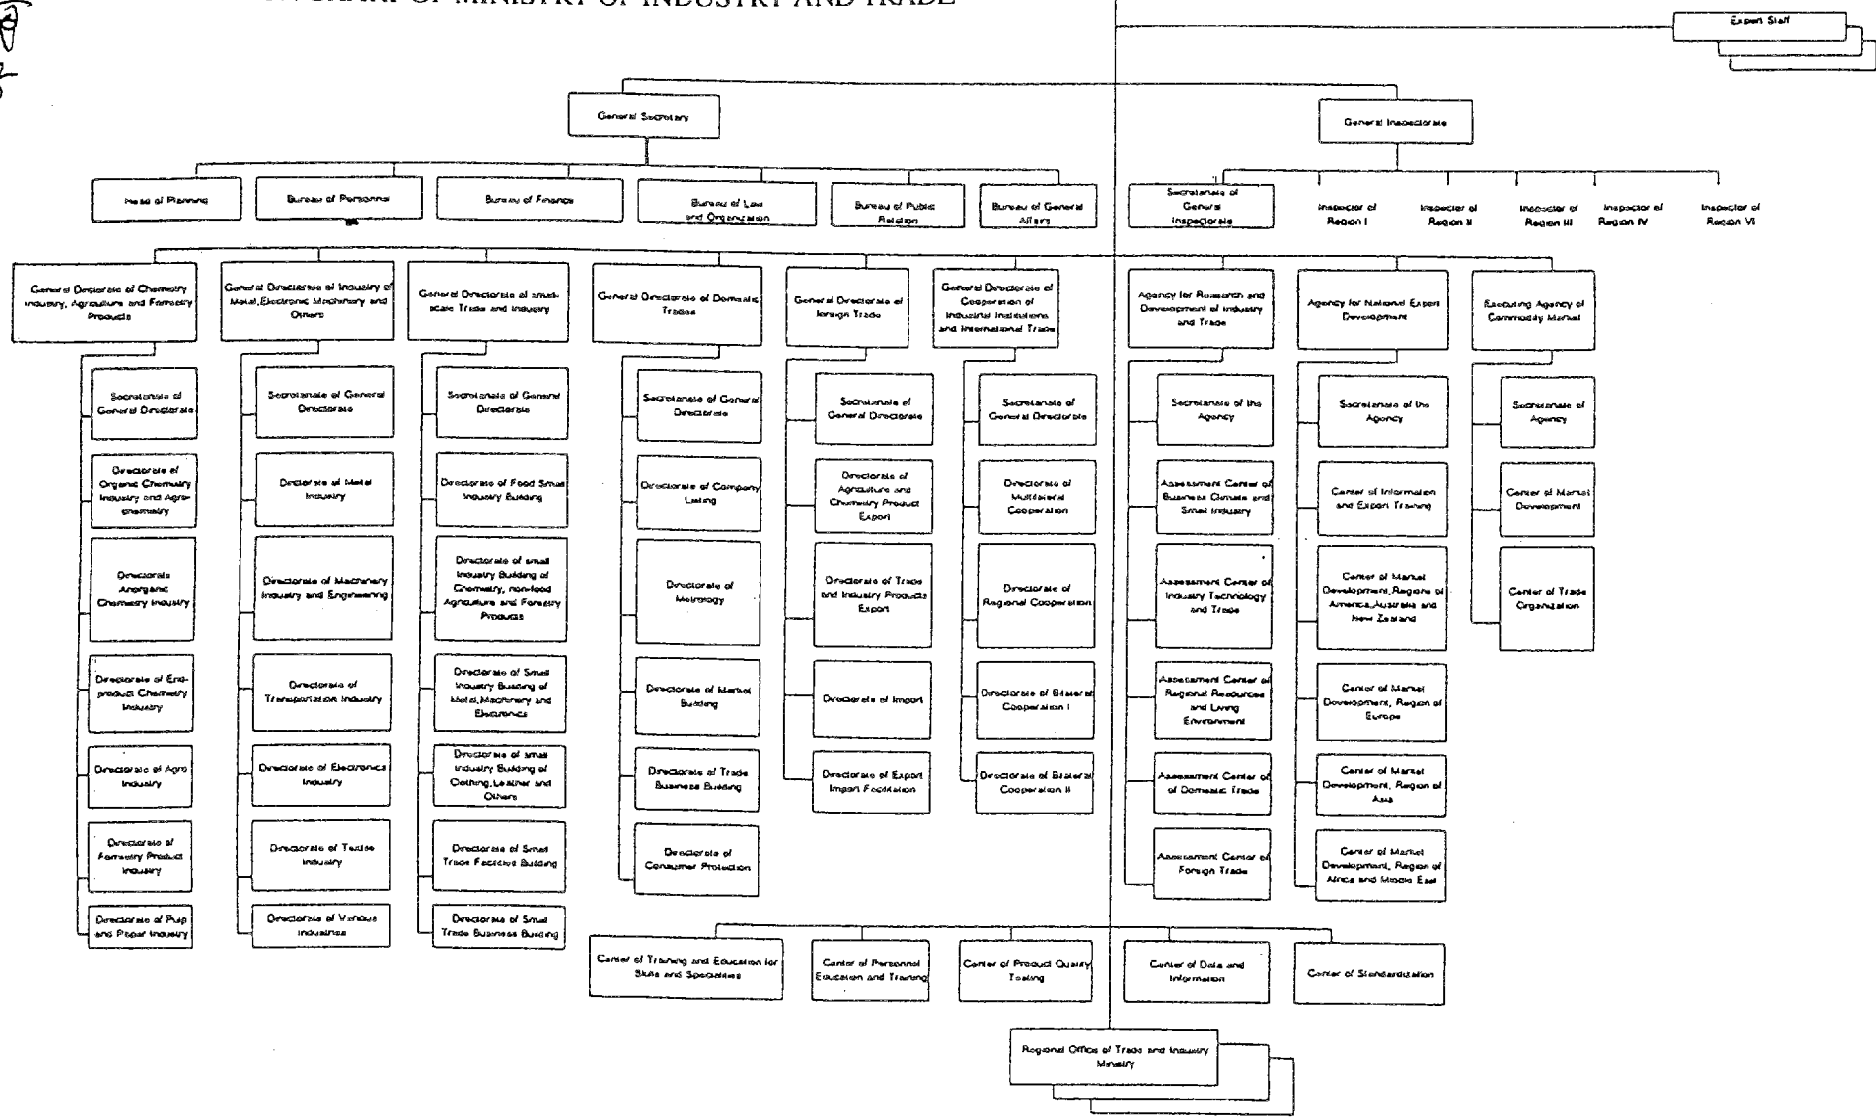 OF MINISTRY OF INDUSTRY AND TRADE
Expert Staff
General Secretary
General Inspectorate
Head of Planning
Bureau of Personnel
Bureau of Finance
Bureau of Law
and Organization
Bureau of Public
Relation
Bureau of General
Affairs
Secretariate of
General
Inspectorate
Inspector of
Region I
Inspector of
Region II
Inspector of
Region III
Inspector of
Region IV
Inspector of
Region VI
General Directorate of Chemistry
Industry, Agriculture and Forrestry
Products
General Directorate of Industry of
Metal, Electronic Machinery and
Others
General Directorate of small-
scale Trade and Industry
General Directorate of Domestic
Trades
General Directorate of
foreign Trade
General Directorate of
Cooperation of
Industrial Institutions
and International Trade
Agency for Research and
Development of Industry
and Trade
Agency for National Export
Development
Executing Agency of
Commodity Market
Secretariate of
General Directorate
Directorate of
Organic Chemistry
Industry and Agro-
chemistry
Directorate
Anorganic
Chemistry Industry
Directorate of End-
product Chemistry
Industry
Directorate of Agro
Industry
Directorate of
Forrestry Product
Industry
Directorate of Pulp
and Paper Industry
Secretariate of General
Directorate
Directorate of Metal
Industry
Directorate of Machinery
Industry and Engineering
Directorate of
Transportation Industry
Directorate of Electronics
Industry
Directorate of Textile
Industry
Directorate of Various
Industries
Secretariate of General
Directorate
Directorate of Food Small
Industry Building
Directorate of small
Industry Building of
Chemistry, non-food
Agriculture and Forestry
Products
Directorate of Small
Industry Building of
Metal, Machinery and
Electronics
Directorate of small
Industry Building of
Clothing, Leather and
Others
Directorate of Small
Trade Facilities Building
Directorate of Small
Trade Business Building
Secretariate of General
Directorate
Directorate of Company
Listing
Directorate of
Metrology
Directorate of Market
Building
Directorate of Trade
Business Building
Directorate of
Consumer Protection
Secretariate of
General Directorate
Directorate of
Agriculture and
Chemistry Product
Export
Directorate of Trade
and Industry Products
Export
Directorate of Import
Directorate of Export
Import Facilitation
Secretariate of
General Directorate
Directorate of
Multilateral
Cooperation
Directorate of
Regional Cooperation
Directorate of Bilateral
Cooperation I
Directorate of Bilateral
Cooperation II
Secretariate of the
Agency
Assessment Center of
Business Climate and
Small Industry
Assessment Center of
Industry Technology
and Trade
Assessment Center of
Regional Resources
and Living
Environment
Assessment Center of
of Domestic Trade
Assessment Center of
Foreign Trade
Secretariate of the
Agency
Center of Information
and Export Training
Center of Market
Development, Regions of
America, Australia and
New Zealand
Center of Market
Development, Region of
Europe
Center of Market
Development, Region of
Asia
Center of Market
Development, Region of
Africa and Middle East
Secretariate of
Agency
Center of Market
Development
Center of Trade
Organization
Center of Training and Education for
Skills and Specialities
Center of Personnel
Education and Training
Center of Product Quality
Testing
Center of Data and
Information
Center of Standardization
Regional Office of Trade and Industry
Ministry